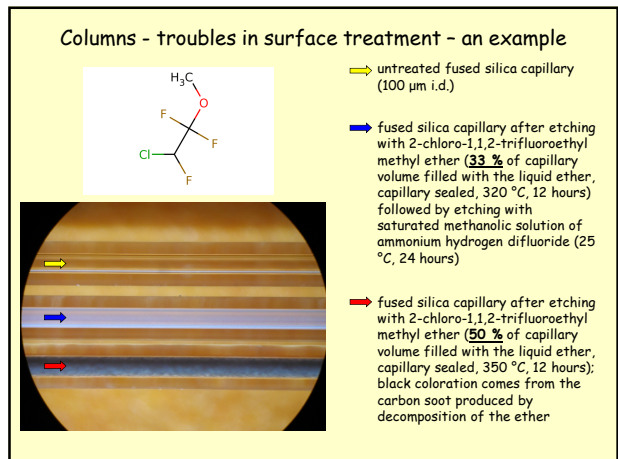 Columns - troubles in surface treatment – an example
H₃C
O
F
F
Cl
F
untreated fused silica capillary
(100 µm i.d.)
fused silica capillary after etching
with 2-chloro-1,1,2-trifluoroethyl
methyl ether (33 % of capillary
volume filled with the liquid ether,
capillary sealed, 320 °C, 12 hours)
followed by etching with
saturated methanolic solution of
ammonium hydrogen difluoride (25
°C, 24 hours)
fused silica capillary after etching
with 2-chloro-1,1,2-trifluoroethyl
methyl ether (50 % of capillary
volume filled with the liquid ether,
capillary sealed, 350 °C, 12 hours);
black coloration comes from the
carbon soot produced by
decomposition of the ether